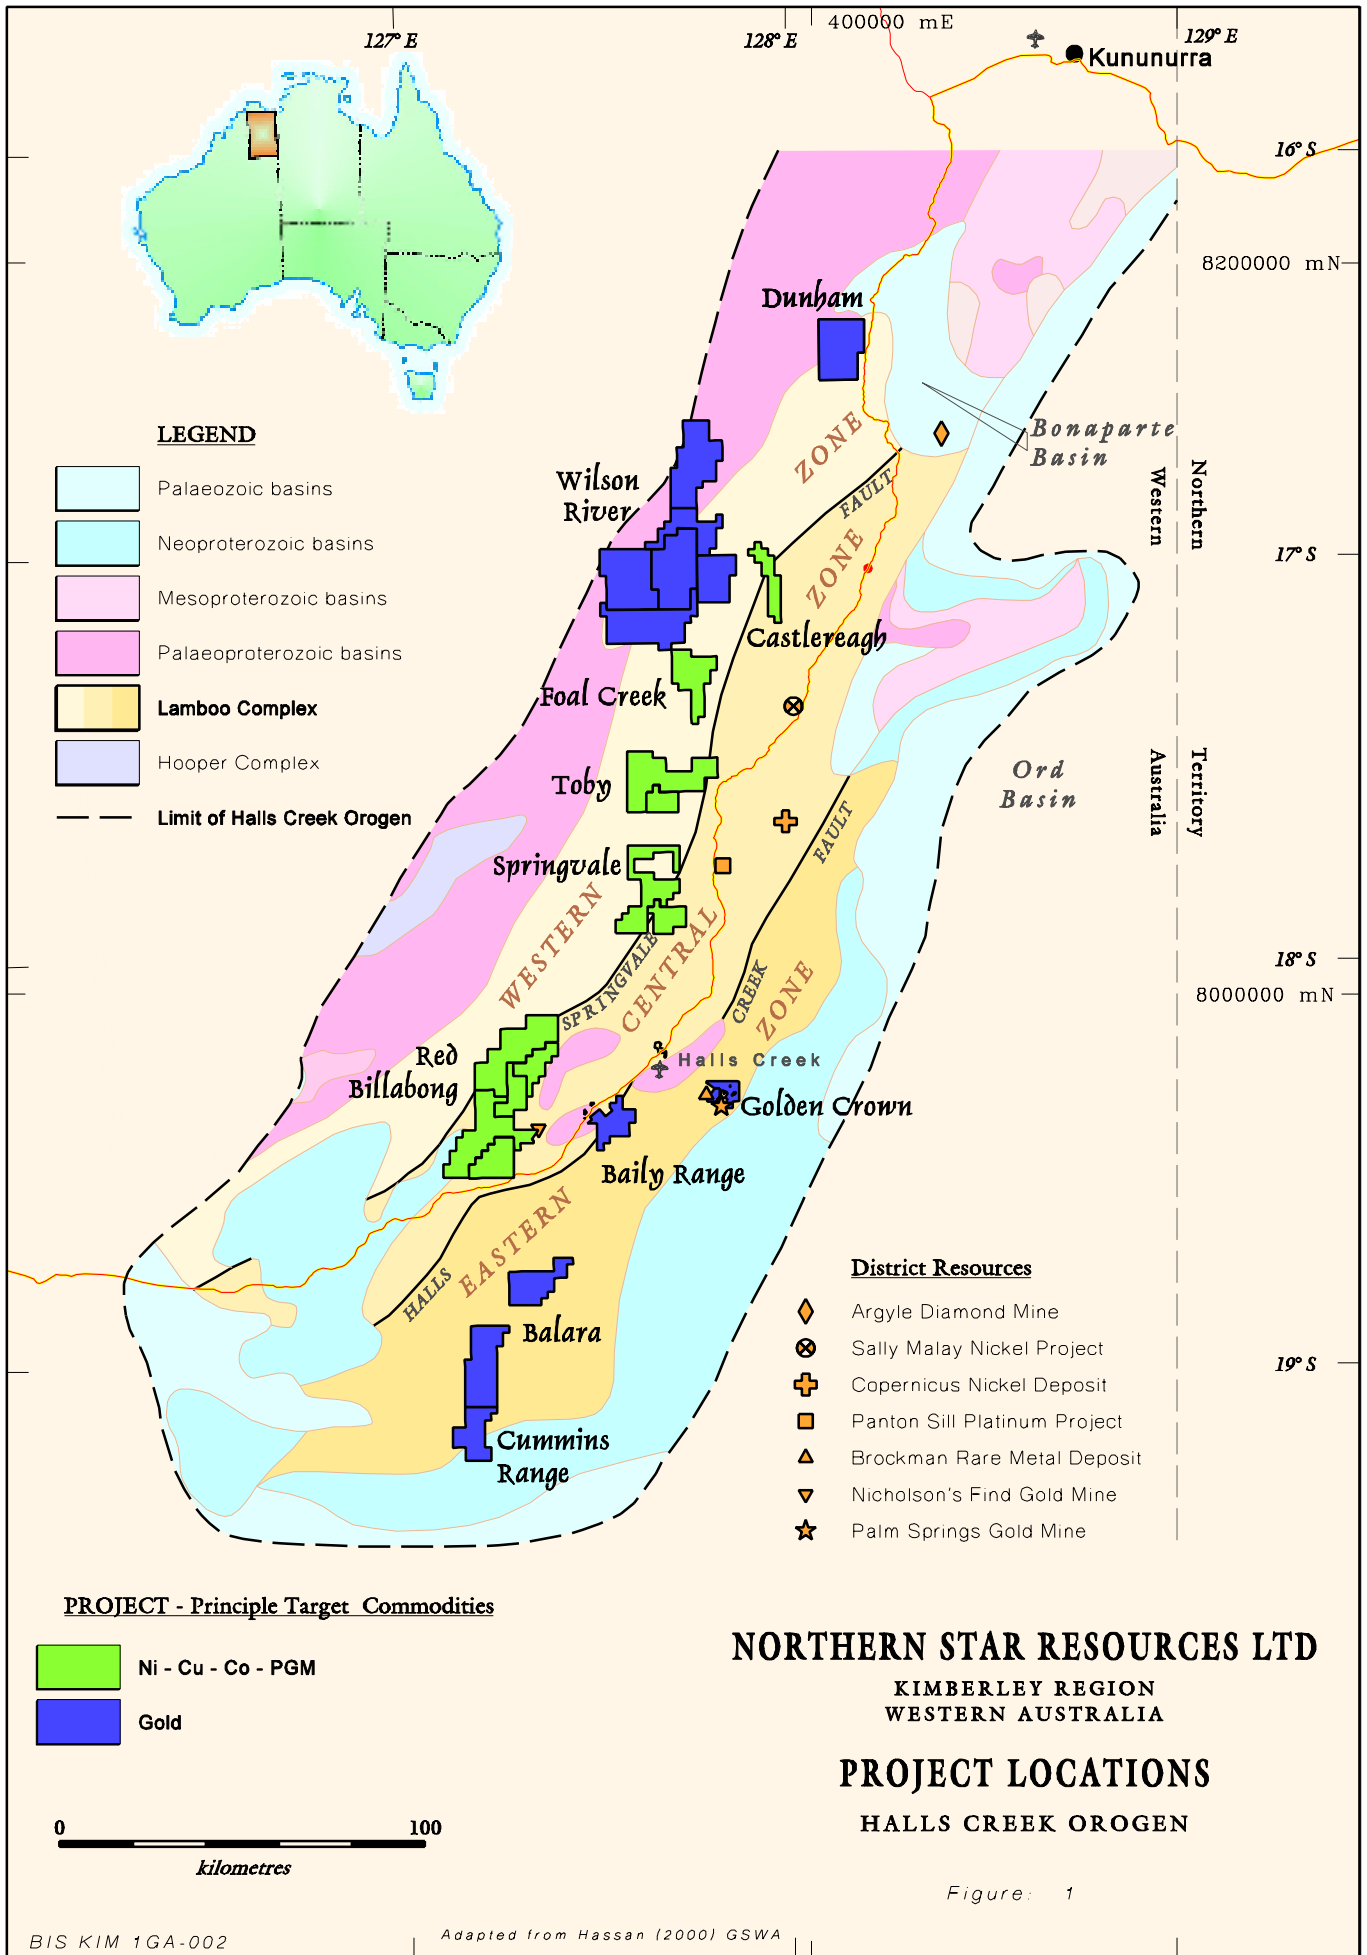 400000 mE
127° E
128° E
129° E
Kununurra
16° S
8200000 mN
Dunham
LEGEND
Palaeozoic basins
Neoproterozoic basins
Mesoproterozoic basins
Palaeoproterozoic basins
Lamboo Complex
Hooper Complex
Limit of Halls Creek Orogen
Bonaparte
Basin
ZONE
FAULT
Wilson
River
Western
Northern
17° S
ZONE
Castlereagh
Foal Creek
Toby
Ord
Basin
Australia
Territory
FAULT
Springvale
WESTERN
SPRINGVALE
CENTRAL
CREEK
ZONE
18° S
8000000 mN
Red
Billabong
Halls Creek
Golden Crown
Baily Range
EASTERN
HALLS
Balara
Cummins
Range
19° S
District Resources
Argyle Diamond Mine
Sally Malay Nickel Project
Copernicus Nickel Deposit
Panton Sill Platinum Project
Brockman Rare Metal Deposit
Nicholson's Find Gold Mine
Palm Springs Gold Mine
PROJECT - Principle Target Commodities
Ni - Cu - Co - PGM
Gold
NORTHERN STAR RESOURCES LTD
KIMBERLEY REGION
WESTERN AUSTRALIA
PROJECT LOCATIONS
HALLS CREEK OROGEN
0 100
kilometres
Figure: 1
BIS KIM 1GA-002
Adapted from Hassan (2000) GSWA